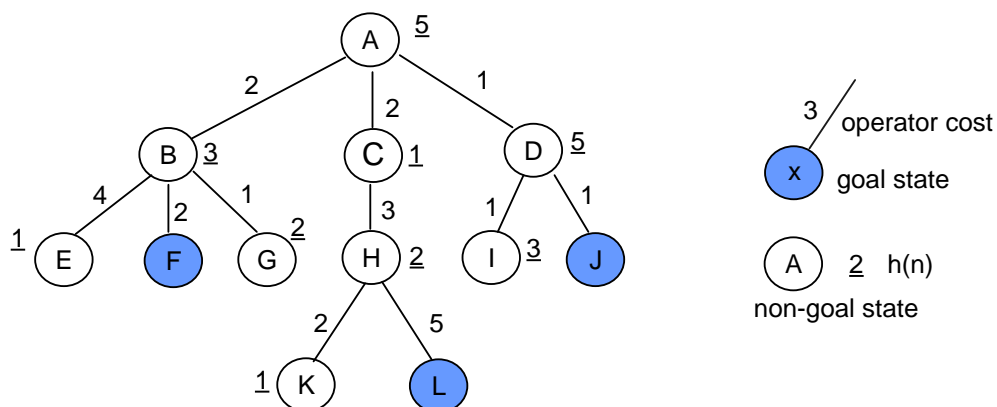 A 5
2 2 1
B 3
C 1
D 5
4 2 1
3
1 1
1 E
F
G 2
H 2
I 3
J
2 5
1 K
L
3 operator cost
x goal state
A 2 h(n)
non-goal state